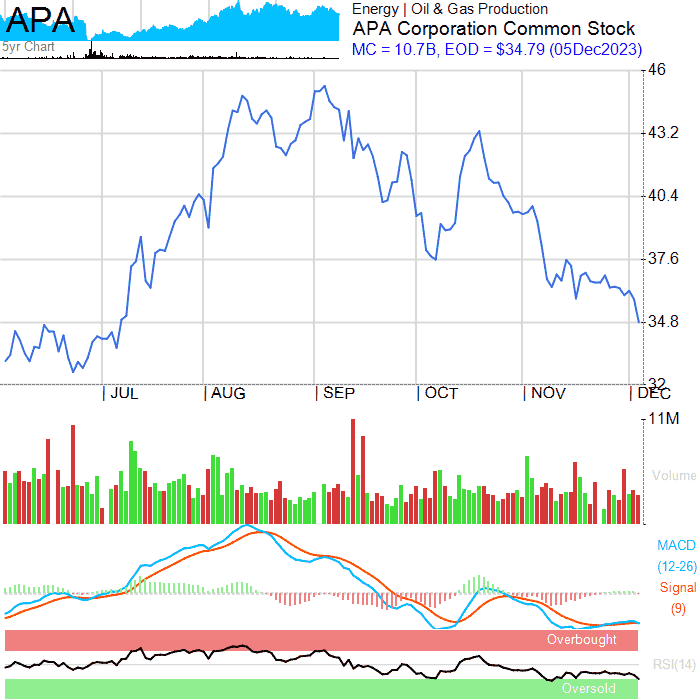 APA
5yr Chart
Energy | Oil & Gas Production
APA Corporation Common Stock
MC = 10.7B, EOD = $34.79 (05Dec2023)
46
43.2
40.4
37.6
34.8
32
| JUL | AUG | SEP | OCT | NOV | DEC
11M
Volume
MACD
(12-26)
Signal
(9)
Overbought
RSI(14)
Oversold